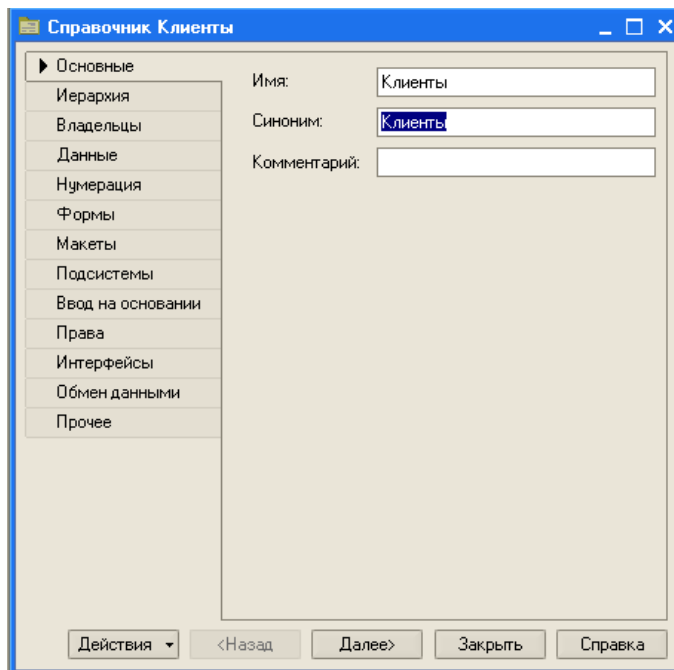 Справочник Клиенты
Основные
Иерархия
Владельцы
Данные
Нумерация
Формы
Макеты
Подсистемы
Ввод на основании
Права
Интерфейсы
Обмен данными
Прочее
Имя: Клиенты
Синоним: Клиенты
Комментарий:
Действия <Назад Далее> Закрыть Справка